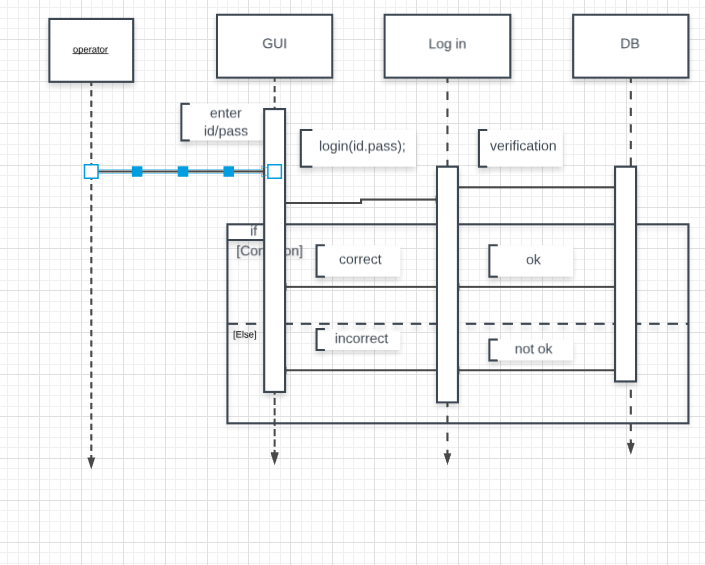 operator
GUI
Log in
DB
enter
id/pass
login(id.pass);
verification
if
correct
ok
[Else]
incorrect
not ok